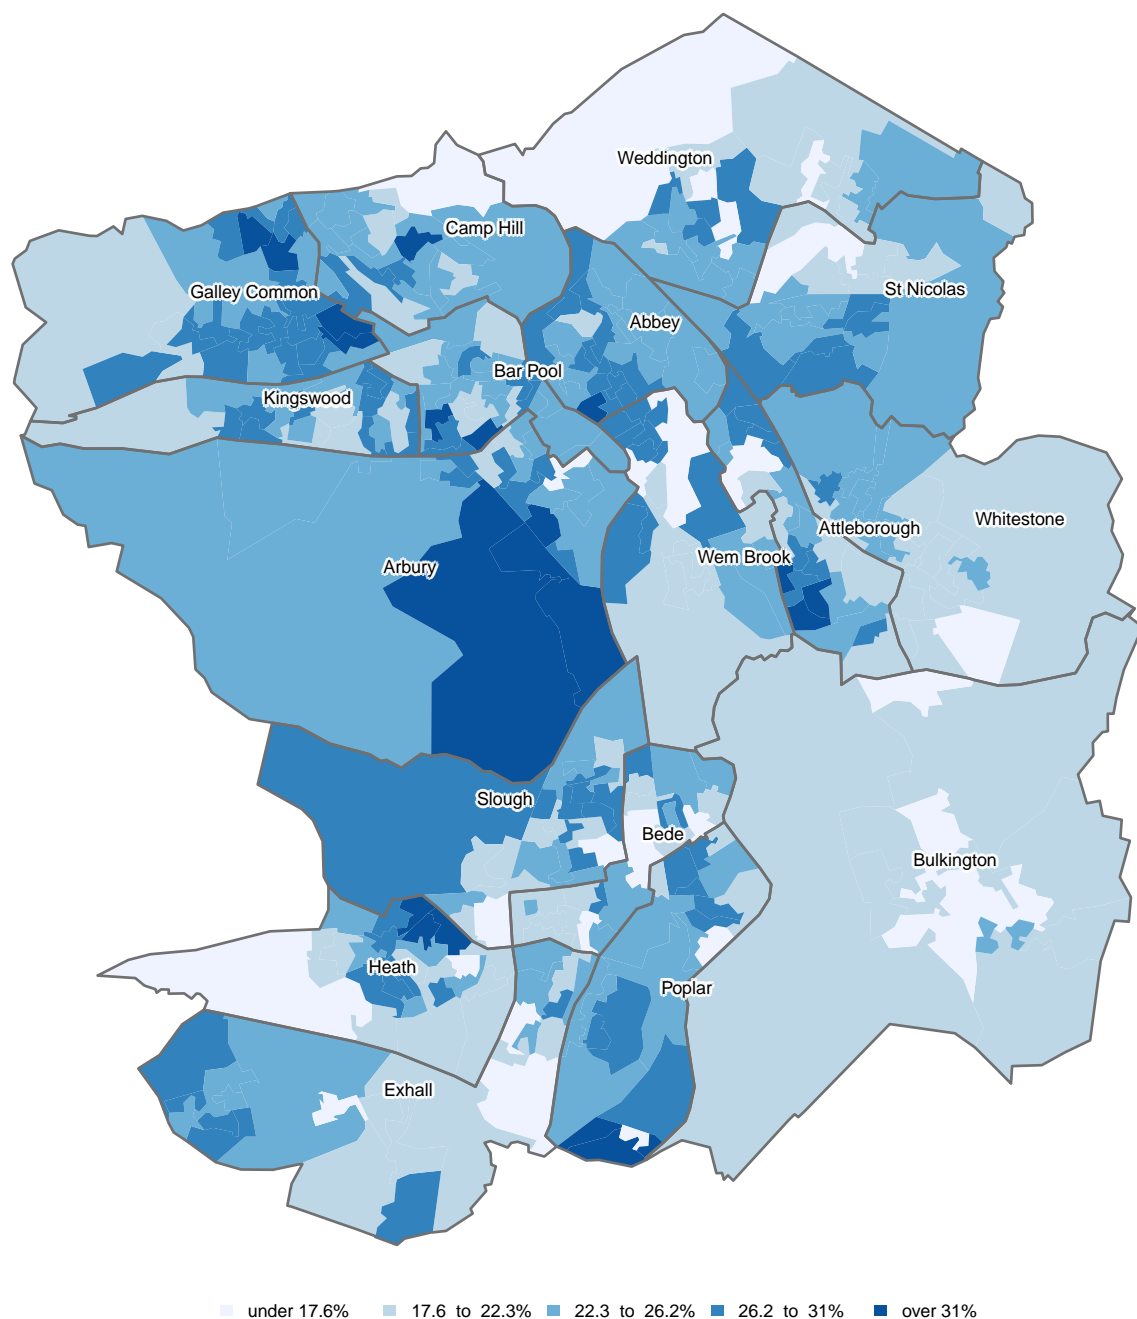 Weddington
Camp Hill
Galley Common
St Nicolas
Abbey
Bar Pool
Kingswood
Whitestone
Attleborough
Wem Brook
Arbury
Slough
Bede
Bulkington
Heath
Poplar
Exhall
under 17.6% 17.6 to 22.3% 22.3 to 26.2% 26.2 to 31% over 31%